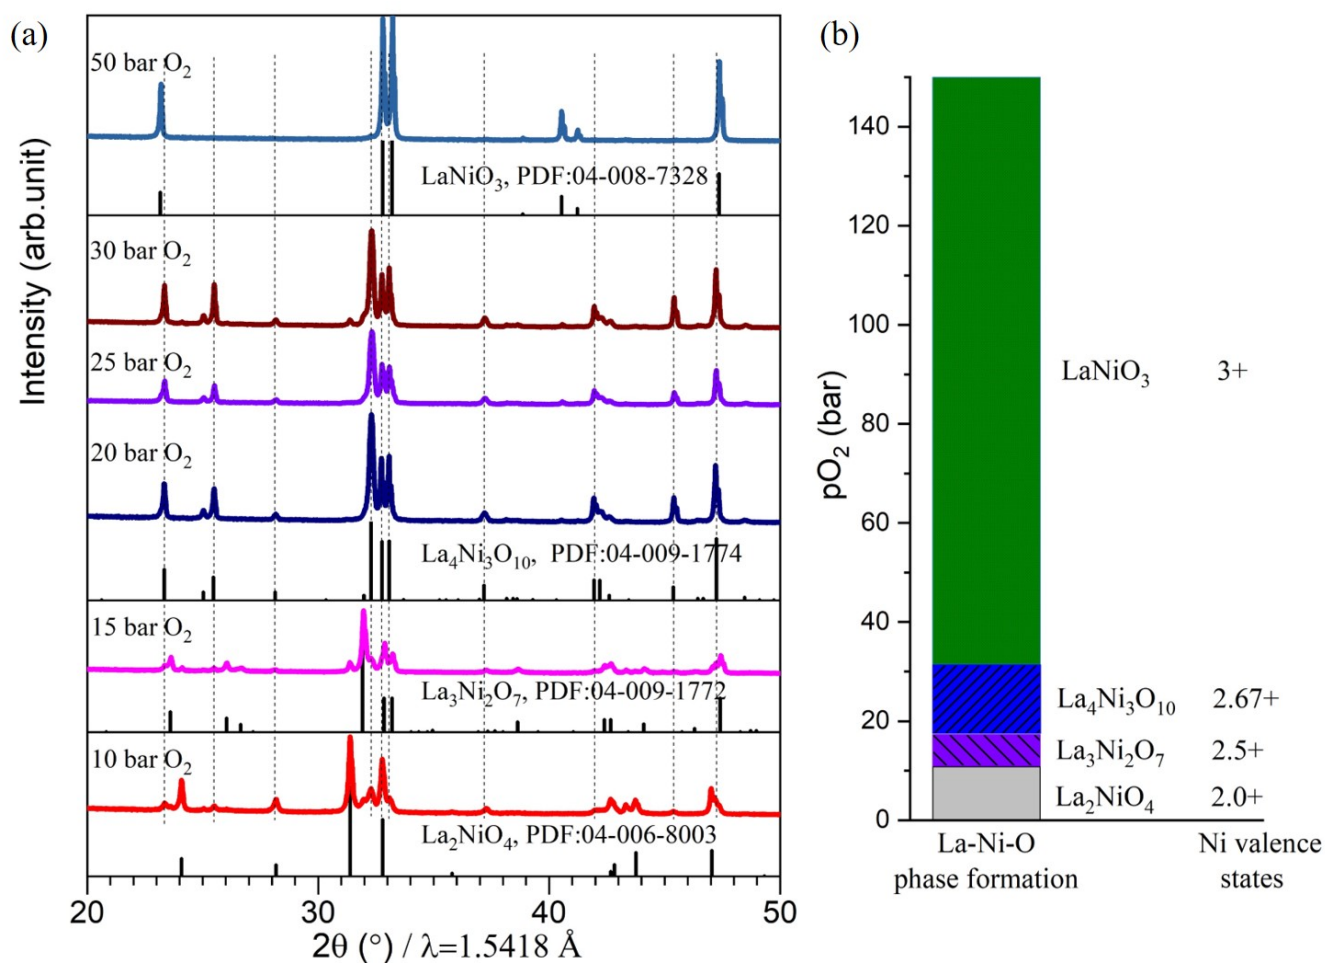 (a)
Intensity (arb.unit)
50 bar O₂
LaNiO₃, PDF:04-008-7328
30 bar O₂
25 bar O₂
20 bar O₂
La₄Ni₃O₁₀, PDF:04-009-1774
15 bar O₂
La₃Ni₂O₇, PDF:04-009-1772
10 bar O₂
La₂NiO₄, PDF:04-006-8003
20 30 40 50
2θ (°) / λ=1.5418 Å
(b)
pO₂ (bar)
140
120
100
80
60
40
20
0
LaNiO₃ 3+
La₄Ni₃O₁₀ 2.67+
La₃Ni₂O₇ 2.5+
La₂NiO₄ 2.0+
La-Ni-O
phase formation
Ni valence
states